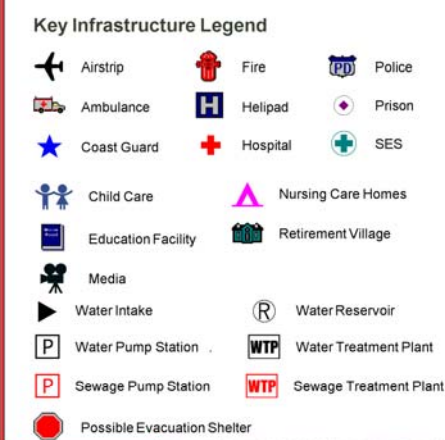 Key Infrastructure Legend
Airstrip Fire PD Police
Ambulance H Helipad Prison
Coast Guard Hospital SES
Child Care Nursing Care Homes
Education Facility Retirement Village
Media
Water Intake R Water Reservoir
P Water Pump Station . WTP Water Treatment Plant
P Sewage Pump Station WTP Sewage Treatment Plant
Possible Evacuation Shelter